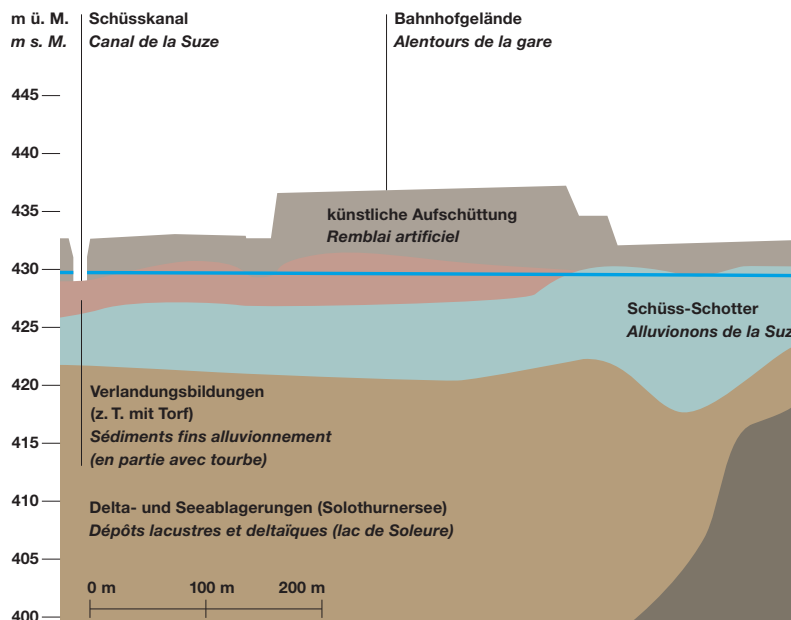 m ü. M.
m s. M.
Schüsskanal
Canal de la Suze
Bahnhofgelände
Alentours de la gare
445
440
435
430
425
420
415
410
405
400
künstliche Aufschüttung
Remblai artificiel
Schüss-Schotter
Alluvionons de la Suz
Verlandungsbildungen
(z. T. mit Torf)
Sédiments fins alluvionnement
(en partie avec tourbe)
Delta- und Seeablagerungen (Solothurnersee)
Dépôts lacustres et deltaïques (lac de Soleure)
0 m 100 m 200 m